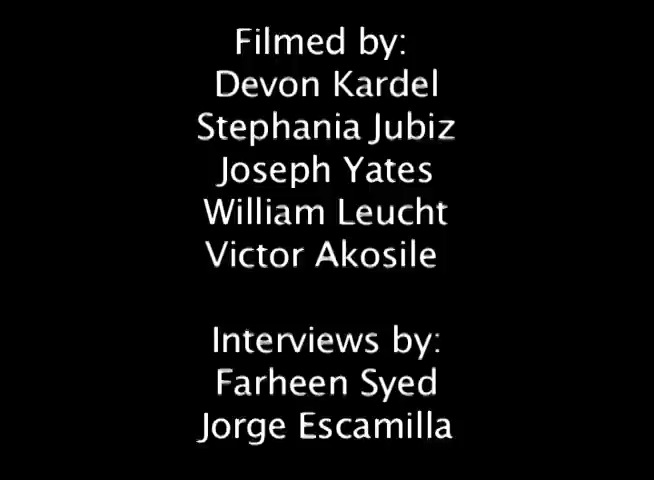 Filmed by:
Devon Kardel
Stephania Jubiz
Joseph Yates
William Leucht
Victor Akosile
Interviews by:
Farheen Syed
Jorge Escamilla